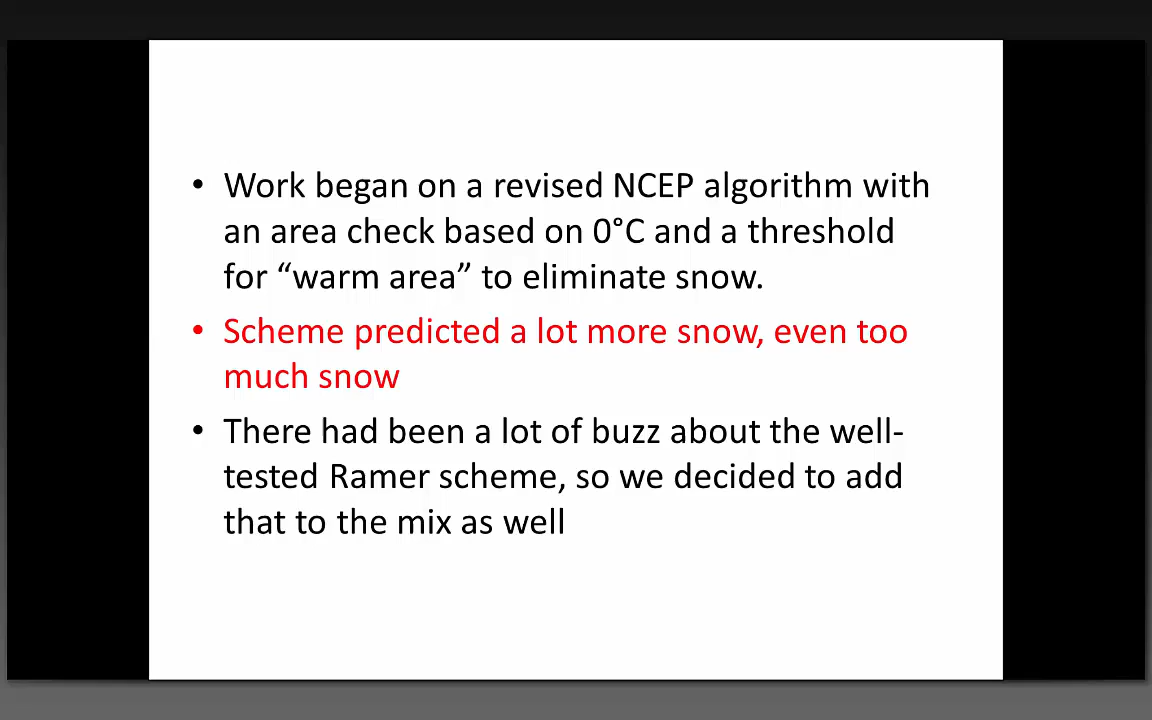 • Work began on a revised NCEP algorithm with
an area check based on 0°C and a threshold
for “warm area” to eliminate snow.
• Scheme predicted a lot more snow, even too
much snow
• There had been a lot of buzz about the well-
tested Ramer scheme, so we decided to add
that to the mix as well